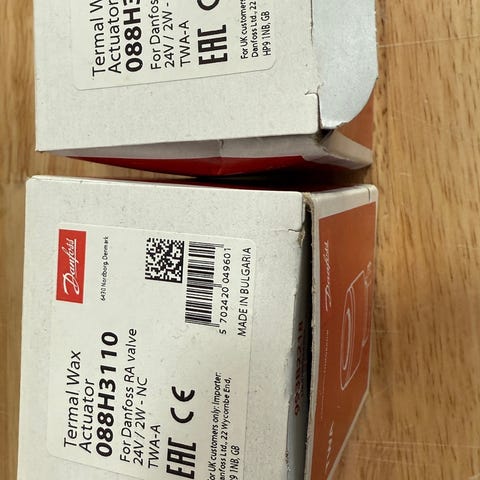 Termal Wax
Actuator
088H3
For Danfoss
24V / 2W -
TWA-A
EAC
For UK customers
Danfoss Ltd., 22
HP9 1NB, GB
Danfoss
6430 Nordborg, Denmark
5 702420 049601
MADE IN BULGARIA
Termal Wax
Actuator
088H3110
For Danfoss RA valve
24V / 2W - NC
TWA-A
EAC CE
For UK customers only: Importer:
Danfoss Ltd., 22 Wycombe End,
HP9 1NB, GB